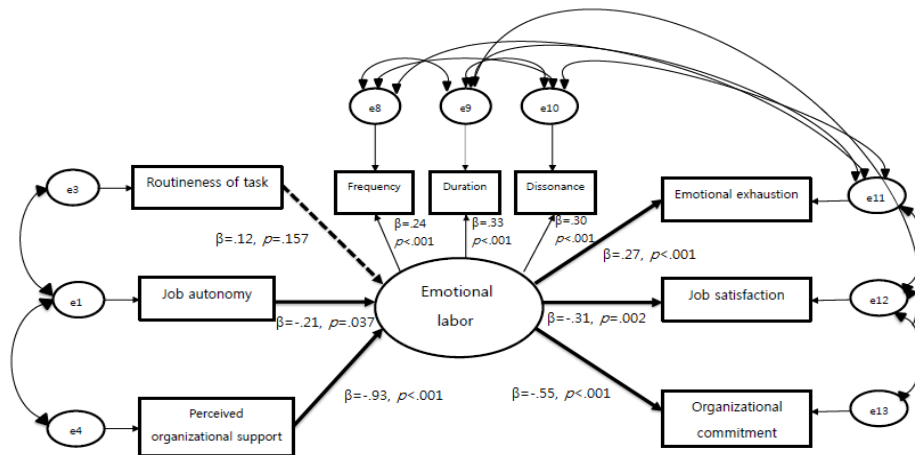 e8
e9
e10
e3
Routineness of task
Frequency
Duration
Dissonance
Emotional exhaustion
e11
β=.24
p<.001
β=.33
p<.001
β=.30
p<.001
β=.12, p=.157
β=.27, p<.001
e1
Job autonomy
β=-.21, p=.037
Emotional
labor
β=-.31, p=.002
Job satisfaction
e12
β=-.93, p<.001
β=-.55, p<.001
e4
Perceived
organizational support
Organizational
commitment
e13